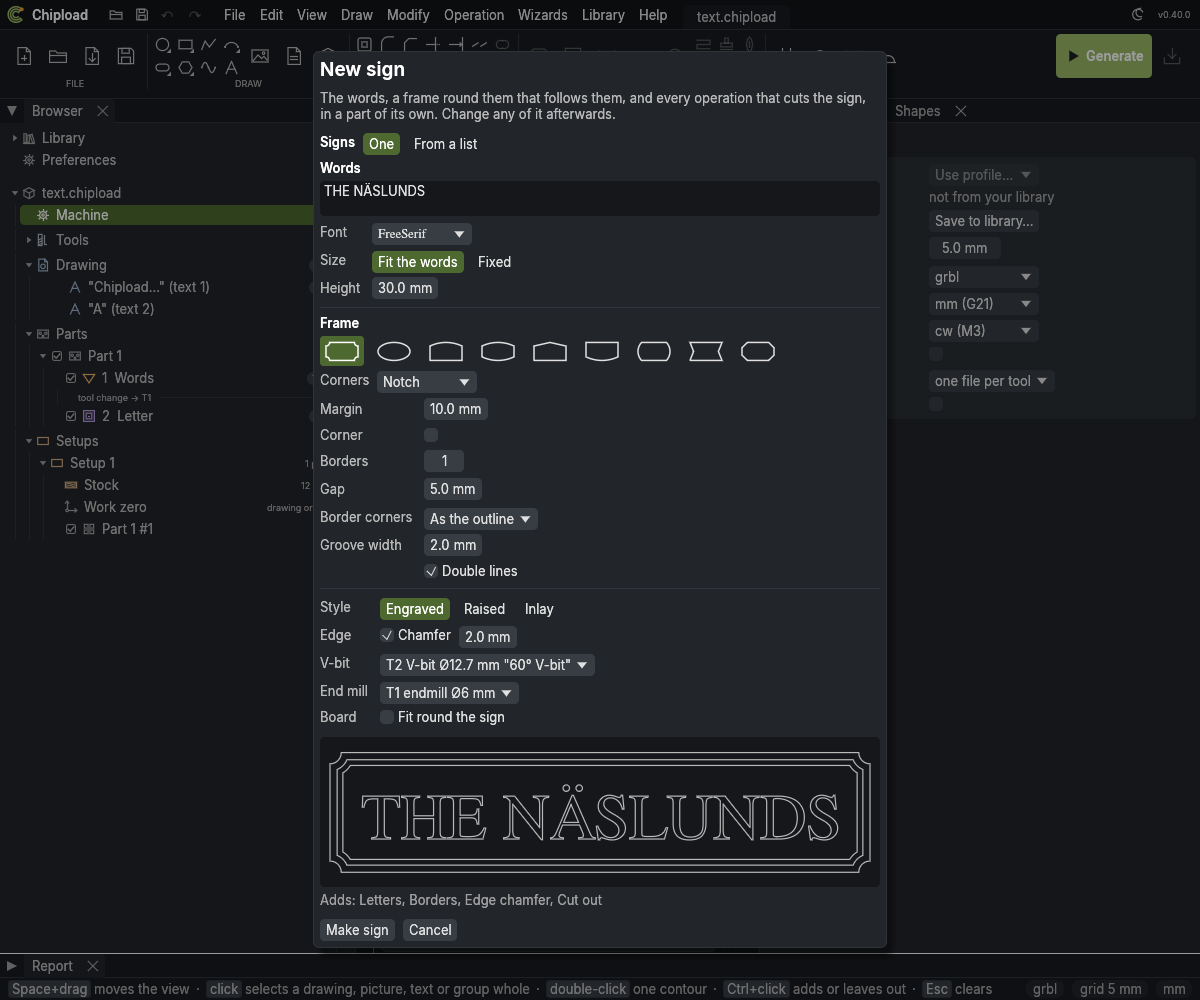 Chipload File Edit View Draw Modify Operation Wizards Library Help text.chipload v0.40.0
FILE DRAW Generate
Browser
Library
Preferences
text.chipload
Machine
Tools
Drawing
"Chipload..." (text 1)
"A" (text 2)
Parts
Part 1
1 Words
tool change → T1
2 Letter
Setups
Setup 1
Stock 12
Work zero drawing or
Part 1 #1
New sign
The words, a frame round them that follows them, and every operation that cuts the sign,
in a part of its own. Change any of it afterwards.
Signs One From a list
Words
THE NÄSLUNDS
Font FreeSerif
Size Fit the words Fixed
Height 30.0 mm
Frame
Corners Notch
Margin 10.0 mm
Corner
Borders 1
Gap 5.0 mm
Border corners As the outline
Groove width 2.0 mm
Double lines
Style Engraved Raised Inlay
Edge Chamfer 2.0 mm
V-bit T2 V-bit Ø12.7 mm "60° V-bit"
End mill T1 endmill Ø6 mm
Board Fit round the sign
THE NÄSLUNDS
Adds: Letters, Borders, Edge chamfer, Cut out
Make sign Cancel
Shapes
Use profile...
not from your library
Save to library...
5.0 mm
grbl
mm (G21)
cw (M3)
one file per tool
Report
Space+drag moves the view · click selects a drawing, picture, text or group whole · double-click one contour · Ctrl+click adds or leaves out · Esc clears grbl grid 5 mm mm